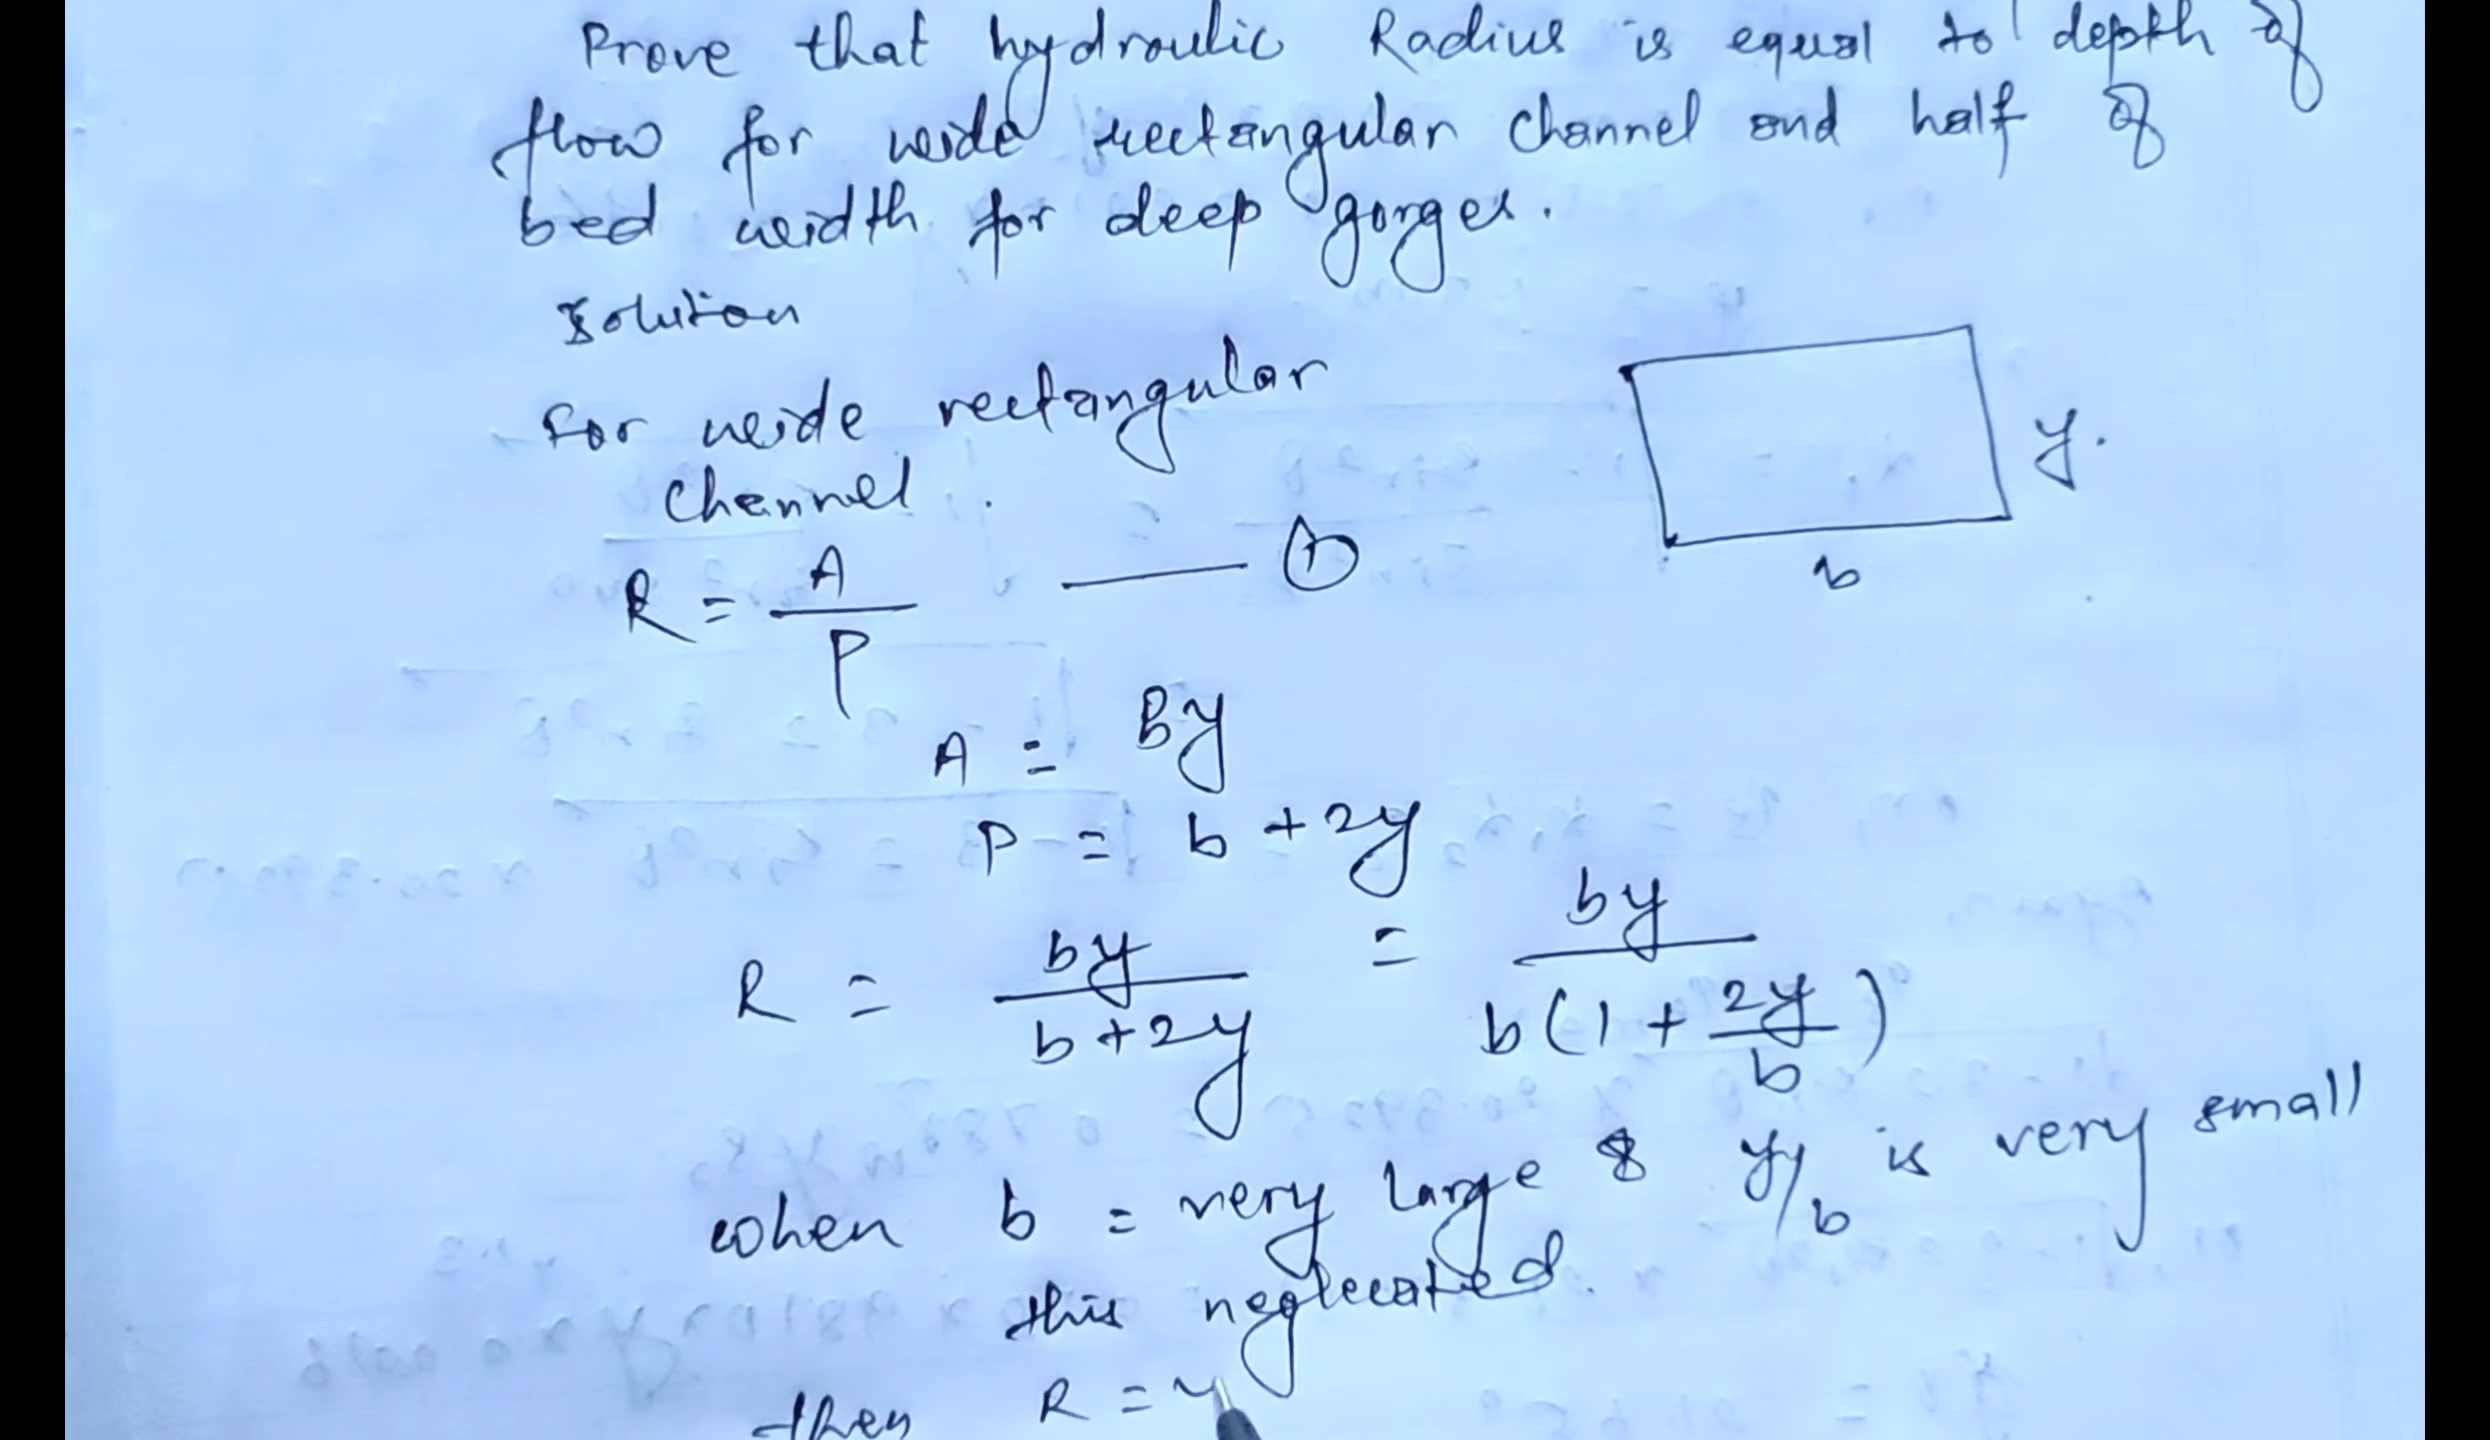 Prove that hydroulic Radius is equal to depth of
flow for wide rectangular channel and half of
bed width for deep gorges.
Solution
For wide rectangular
channel.
R = A/P —— ①
y.
b
A = By
P = b + 2y
R = by/(b+2y) = by/(b(1 + 2y/b))
when b = very large & y/b is very small
this neglecated.
then R = y